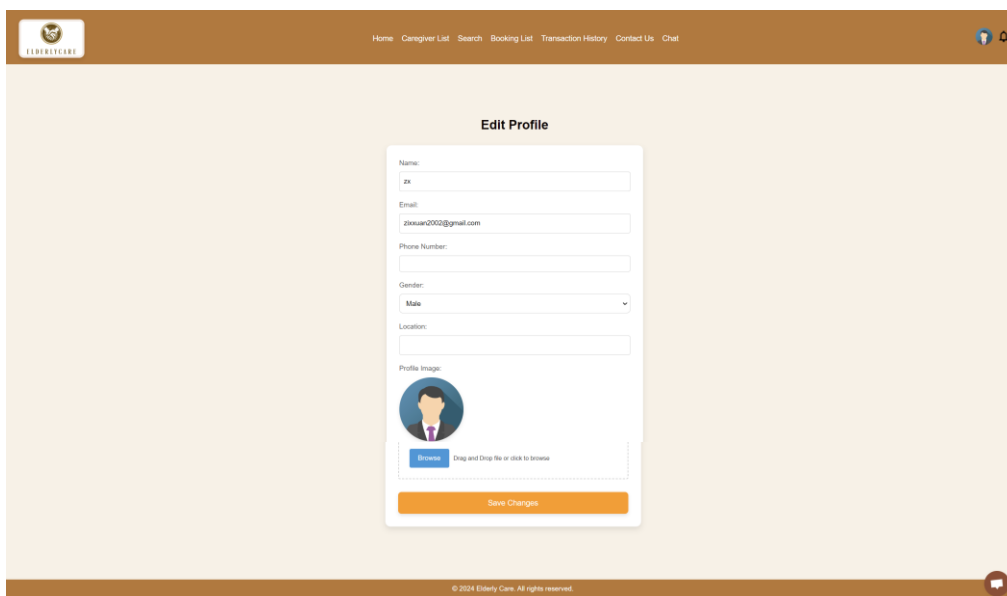 ELDERLYCARE
Home Caregiver List Search Booking List Transaction History Contact Us Chat
Edit Profile
Name:
zx
Email:
zixxuan2002@gmail.com
Phone Number:
Gender:
Male
Location:
Profile Image:
Browse Drag and Drop file or click to browse
Save Changes
© 2024 Elderly Care. All rights reserved.